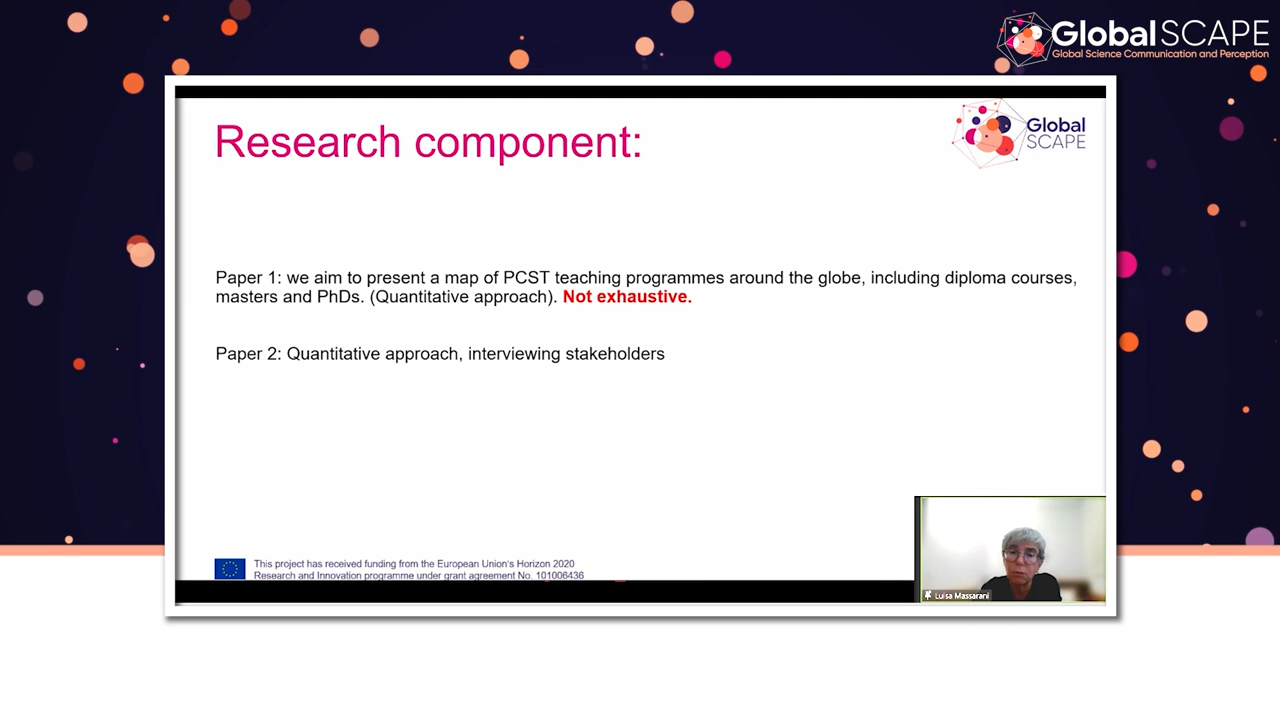 Global SCAPE
Global Science Communication and Perception
Research component:
Global
SCAPE
Paper 1: we aim to present a map of PCST teaching programmes around the globe, including diploma courses,
masters and PhDs. (Quantitative approach). Not exhaustive.
Paper 2: Quantitative approach, interviewing stakeholders
This project has received funding from the European Union's Horizon 2020
Research and Innovation programme under grant agreement No. 101006436
Luisa Massarani